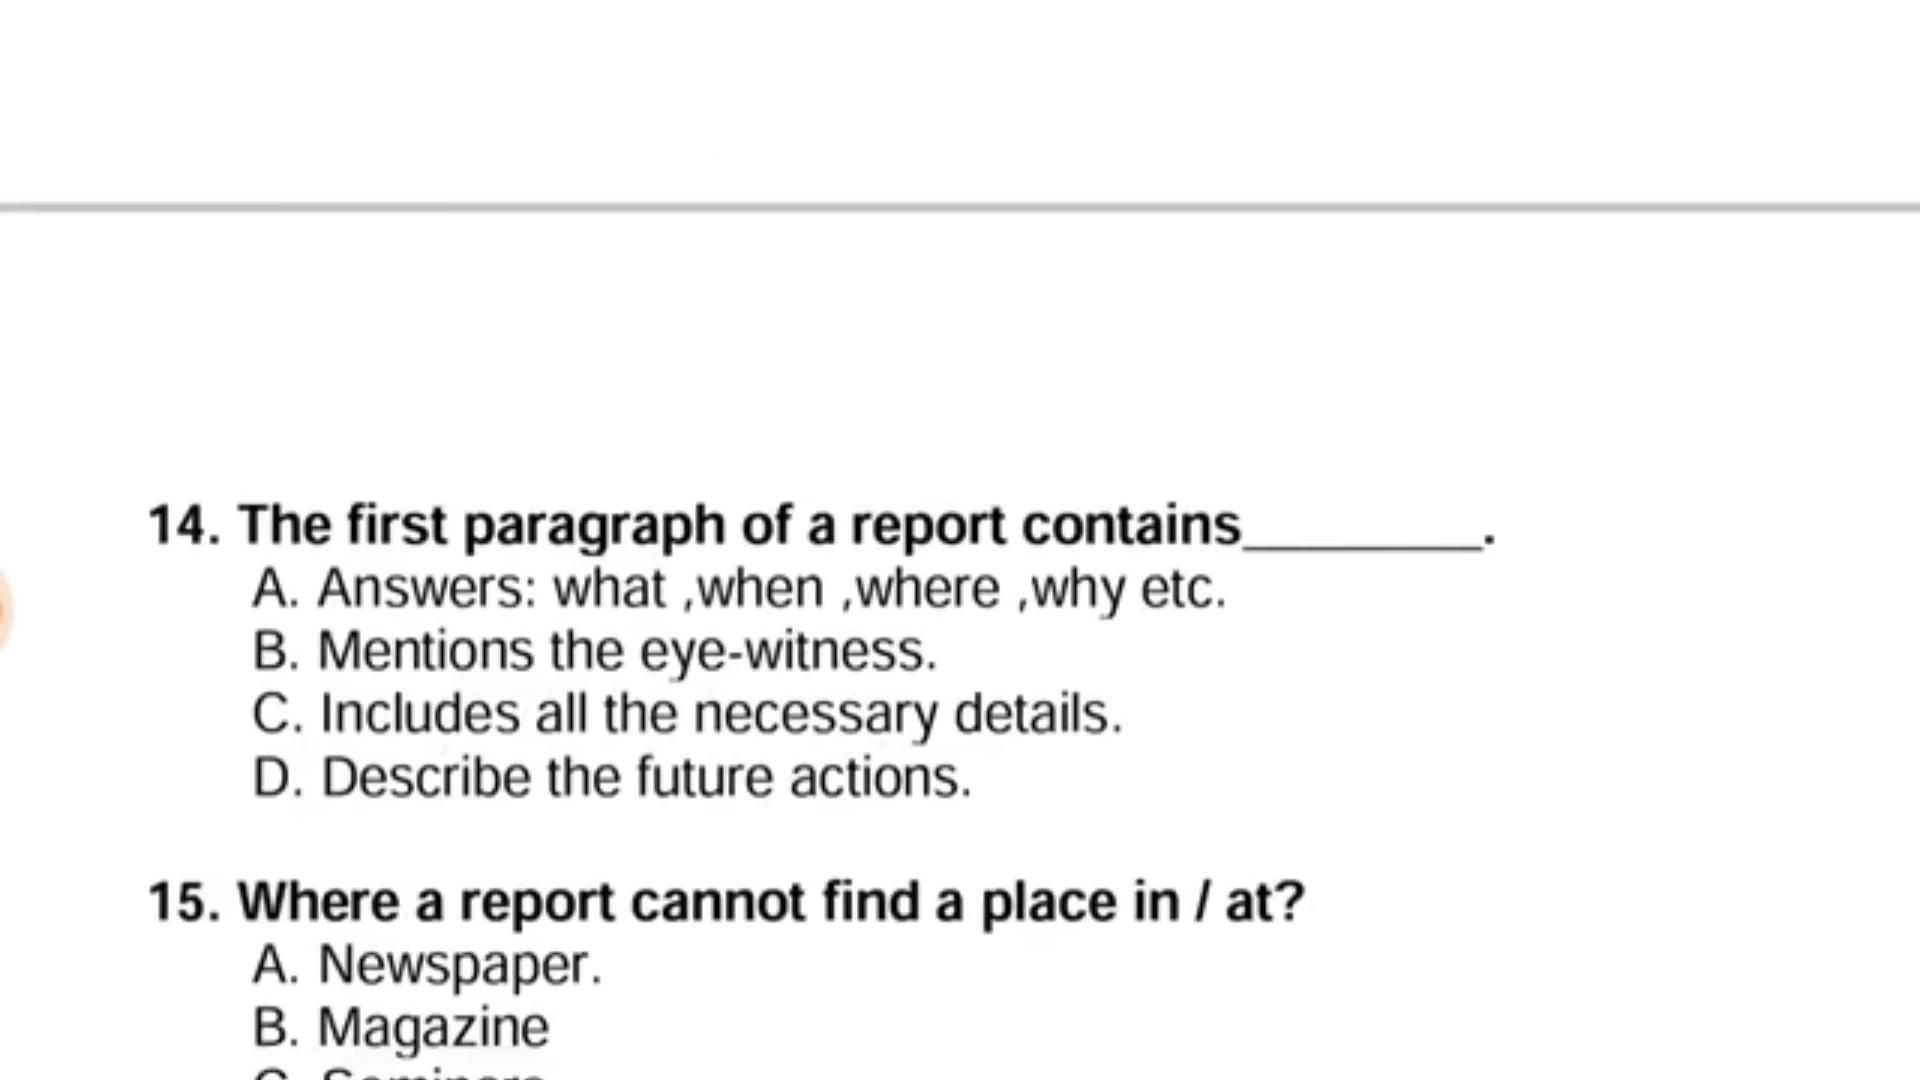 14. The first paragraph of a report contains_________.
A. Answers: what ,when ,where ,why etc.
B. Mentions the eye-witness.
C. Includes all the necessary details.
D. Describe the future actions.
15. Where a report cannot find a place in / at?
A. Newspaper.
B. Magazine